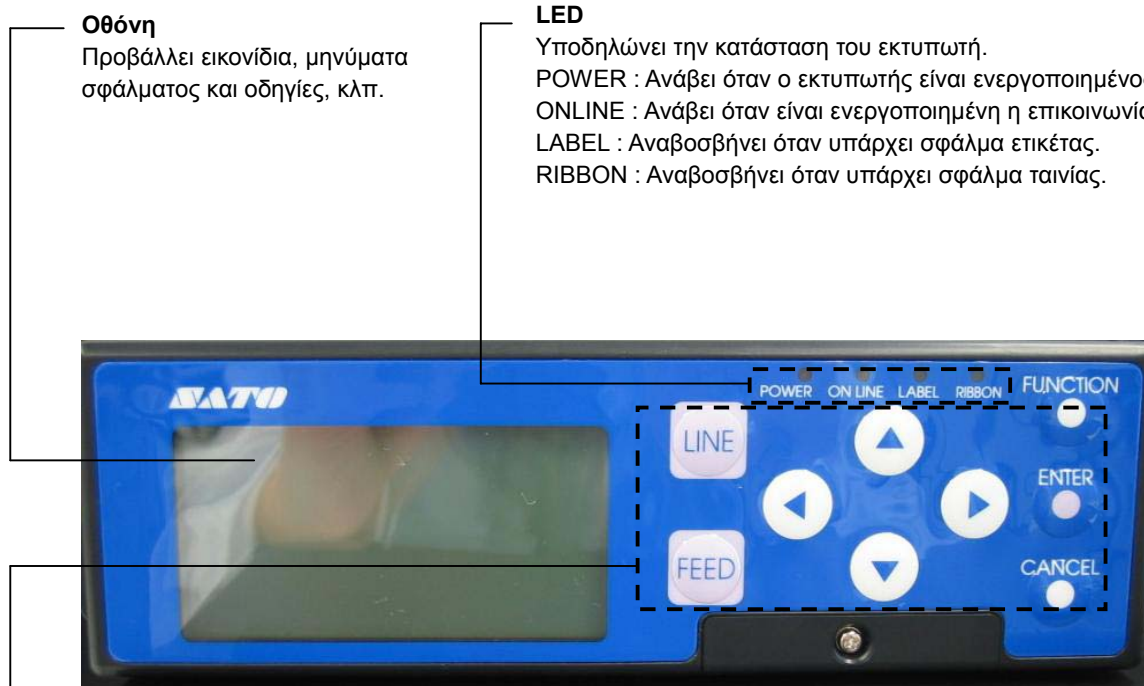 Οθόνη
Προβάλλει εικονίδια, μηνύματα
σφάλματος και οδηγίες, κλπ.
LED
Υποδηλώνει την κατάσταση του εκτυπωτή.
POWER : Ανάβει όταν ο εκτυπωτής είναι ενεργοποιημένο
ONLINE : Ανάβει όταν είναι ενεργοποιημένη η επικοινωνία
LABEL : Αναβοσβήνει όταν υπάρχει σφάλμα ετικέτας.
RIBBON : Αναβοσβήνει όταν υπάρχει σφάλμα ταινίας.
SATO
POWER ON LINE LABEL RIBBON FUNCTION
LINE
ENTER
FEED
CANCEL